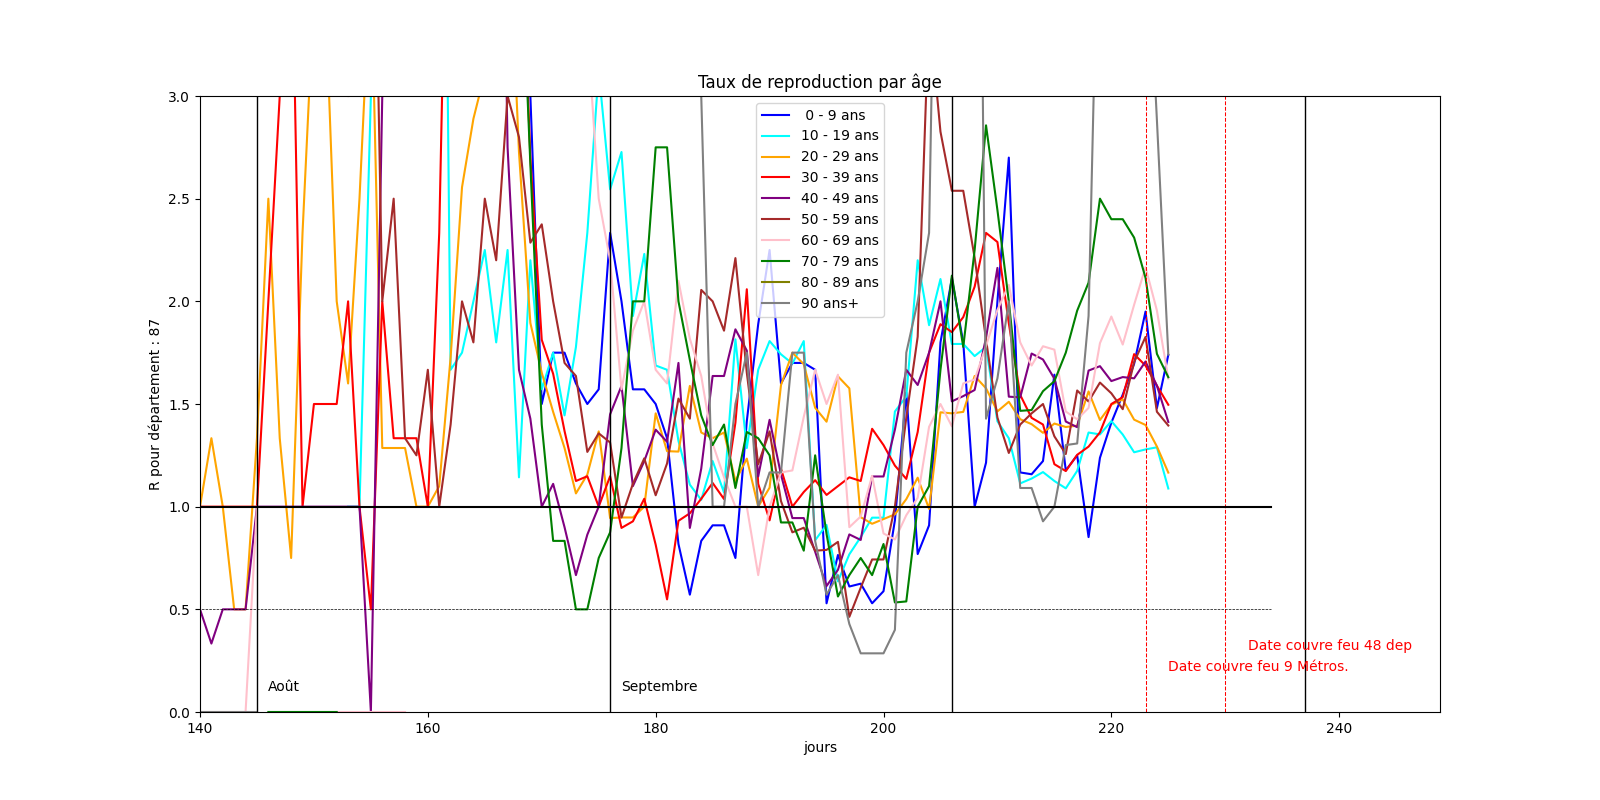 Taux de reproduction par âge
R pour département : 87
3.0
2.5
2.0
1.5
1.0
0.5
0.0
0 - 9 ans
10 - 19 ans
20 - 29 ans
30 - 39 ans
40 - 49 ans
50 - 59 ans
60 - 69 ans
70 - 79 ans
80 - 89 ans
90 ans+
Date couvre feu 48 dep
Date couvre feu 9 Métros.
Août
Septembre
140
160
180
200
220
240
jours